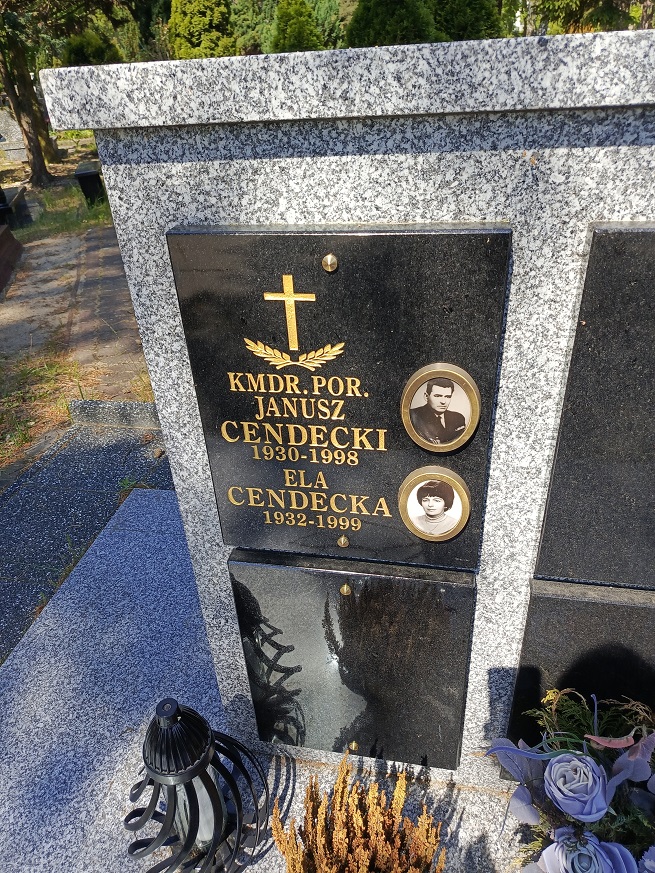 KMDR. POR.
JANUSZ
CENDECKI
1930-1998
ELA
CENDECKA
1932-1999